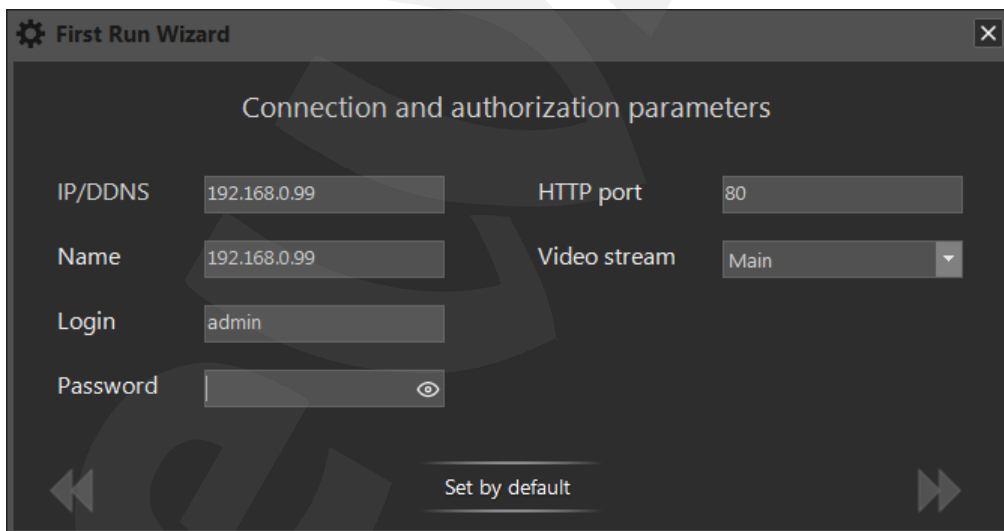 First Run Wizard
Connection and authorization parameters
IP/DDNS 192.168.0.99 HTTP port 80
Name 192.168.0.99 Video stream Main
Login admin
Password
Set by default